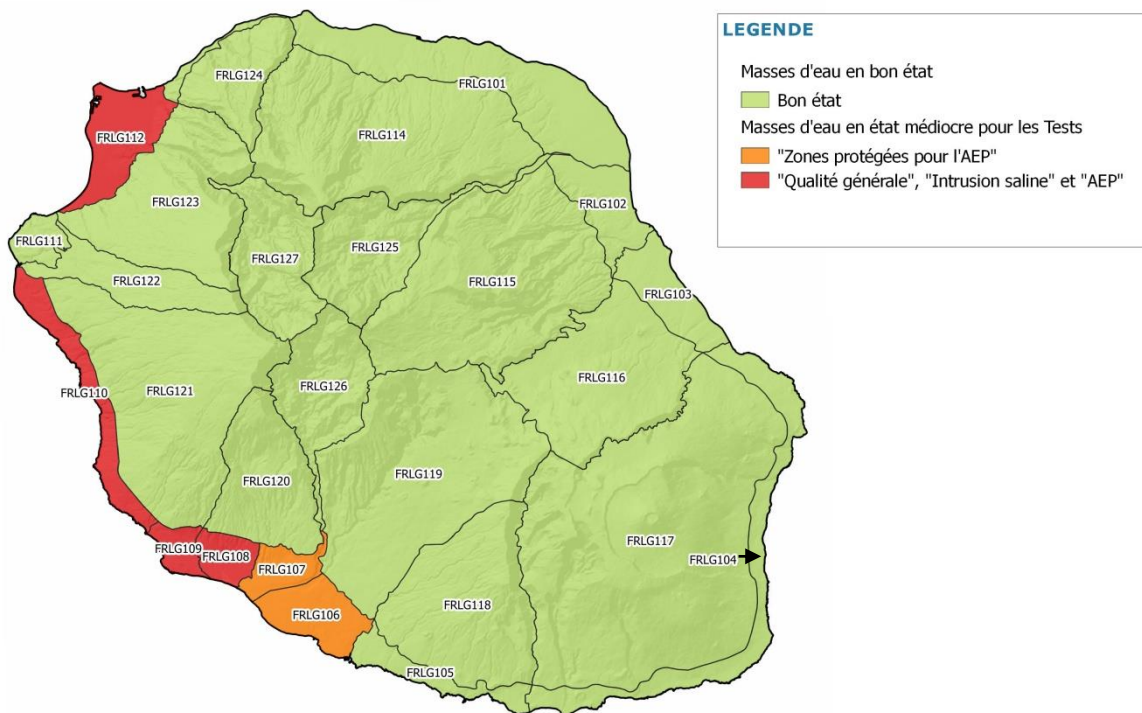 LEGENDE
Masses d'eau en bon état
Bon état
Masses d'eau en état médiocre pour les Tests
"Zones protégées pour l'AEP"
"Qualité générale", "Intrusion saline" et "AEP"
FRLG124
FRLG101
FRLG112
FRLG114
FRLG123
FRLG102
FRLG111
FRLG125
FRLG127
FRLG122
FRLG115
FRLG103
FRLG116
FRLG126
FRLG110
FRLG121
FRLG119
FRLG120
FRLG117
FRLG109
FRLG108
FRLG104
FRLG107
FRLG118
FRLG106
FRLG105